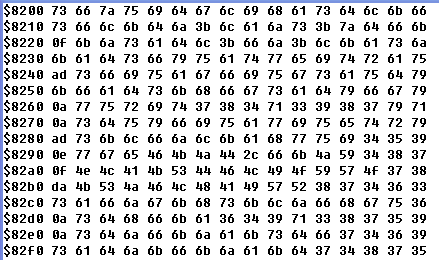 $8200 73 66 7a 75 69 64 67 6c 69 68 61 73 64 6c 6b 66
$8210 73 66 6c 6b 64 6a 3b 6c 61 6a 73 3b 7a 64 66 6b
$8220 0f 6b 6a 73 61 64 6c 3b 66 6a 3b 6c 6b 61 73 6a
$8230 6b 61 64 73 66 79 75 61 74 77 65 69 74 72 61 75
$8240 ad 73 66 69 75 61 67 66 69 75 67 73 61 75 64 79
$8250 6b 66 61 64 73 6b 68 66 67 73 61 64 79 66 67 79
$8260 0a 77 75 72 69 74 37 38 34 71 33 39 38 37 79 71
$8270 0a 73 64 75 79 66 69 75 61 77 69 75 65 74 72 79
$8280 ad 73 6b 6c 66 6a 6c 6b 61 68 77 75 69 34 35 39
$8290 0e 77 67 65 46 4b 4a 44 2c 66 6b 4a 59 34 38 37
$82a0 0f 4e 4c 41 4b 53 44 46 4c 49 4f 59 57 4f 37 38
$82b0 da 4b 53 4a 46 4c 48 41 49 57 52 38 37 34 36 33
$82c0 73 61 66 6a 67 6b 68 73 6b 6c 6a 66 68 67 75 36
$82d0 0a 73 64 68 66 6b 61 36 34 39 71 33 38 37 35 39
$82e0 0a 73 64 6a 66 6b 6a 61 6b 73 64 66 37 34 36 39
$82f0 73 61 64 6a 6b 66 6b 6a 61 6b 64 37 34 38 37 35